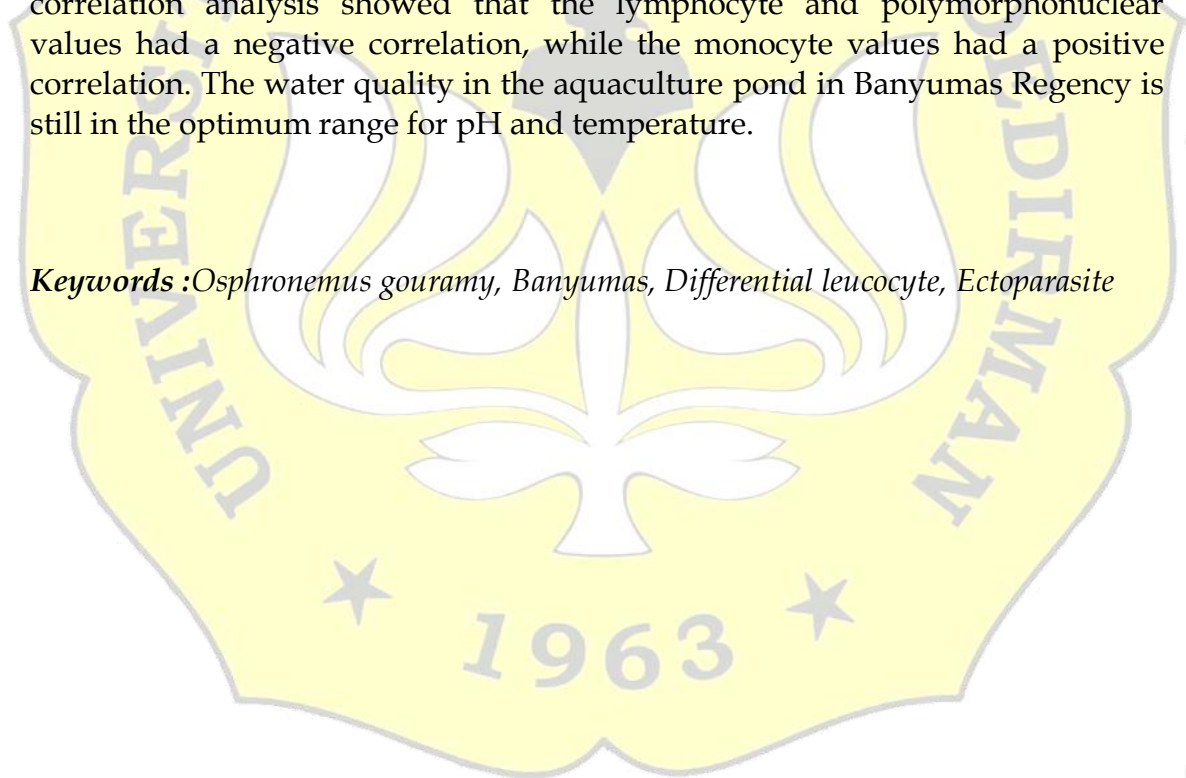 correlation analysis showed that the lymphocyte and polymorphonuclear
values had a negative correlation, while the monocyte values had a positive
correlation. The water quality in the aquaculture pond in Banyumas Regency is
still in the optimum range for pH and temperature.
Keywords :Osphronemus gouramy, Banyumas, Differential leucocyte, Ectoparasite
1963